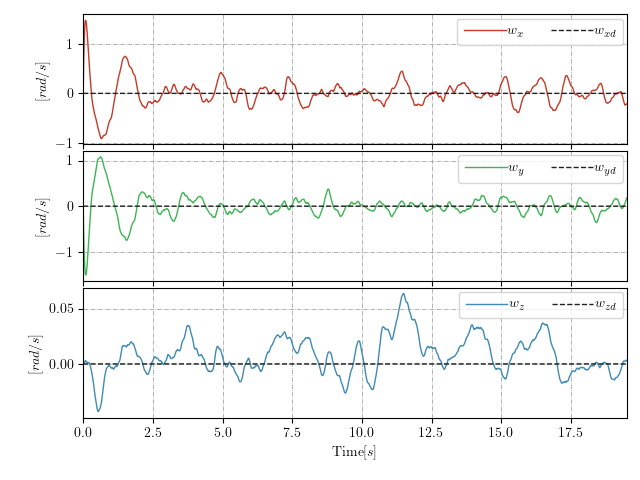 w_x w_xd
[rad/s]
1
0
−1
w_y w_yd
[rad/s]
1
0
−1
w_z w_zd
[rad/s]
0.05
0.00
0.0 2.5 5.0 7.5 10.0 12.5 15.0 17.5
Time[s]